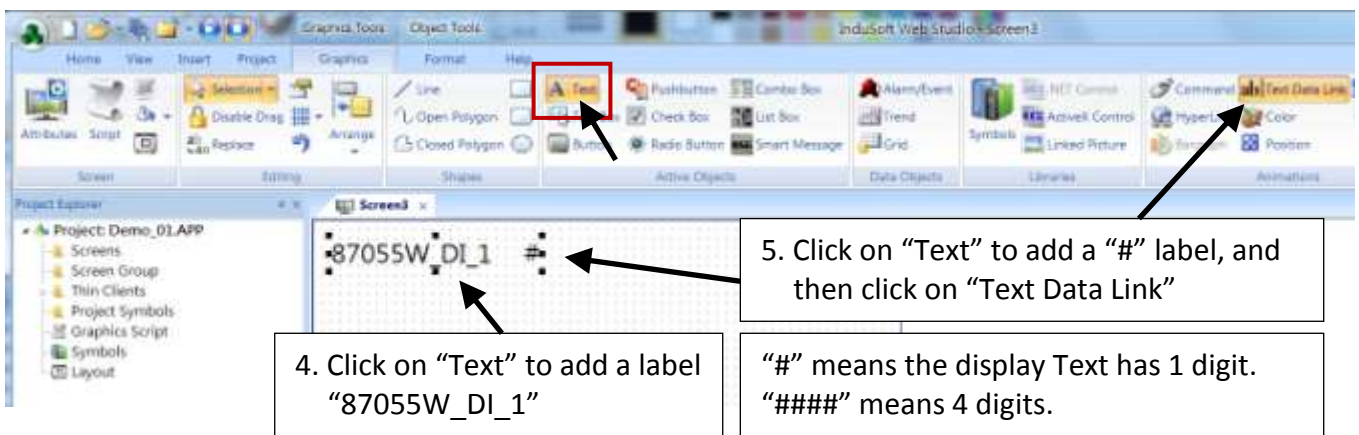 Graphics Tools Object Tools InduSoft Web Studio - Screen3
Home View Insert Project Graphics Format Help
Selection Line A Text Pushbutton Combo Box Alarm/Event .NET Control Command Text Data Link
Attributes Script Disable Drag Arrange Open Polygon Check Box List Box Trend Symbols ActiveX Control Color
Replace Closed Polygon Button Radio Button Smart Message Grid Linked Picture Position
Screen Editing Shapes Active Objects Data Objects Libraries Animations
Project Explorer Screen3 ×
Project: Demo_01.APP
Screens
Screen Group
Thin Clients
Project Symbols
Graphics Script
Symbols
Layout
87055W_DI_1 #
5. Click on “Text” to add a “#” label, and
then click on “Text Data Link”
4. Click on “Text” to add a label
“87055W_DI_1”
“#” means the display Text has 1 digit.
“####” means 4 digits.